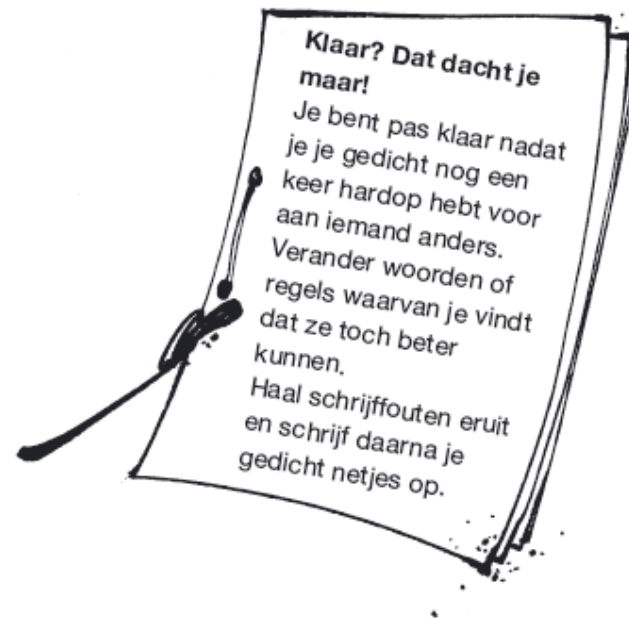 Klaar? Dat dacht je
maar!
Je bent pas klaar nadat
je je gedicht nog een
keer hardop hebt voor
aan iemand anders.
Verander woorden of
regels waarvan je vindt
dat ze toch beter
kunnen.
Haal schrijffouten eruit
en schrijf daarna je
gedicht netjes op.